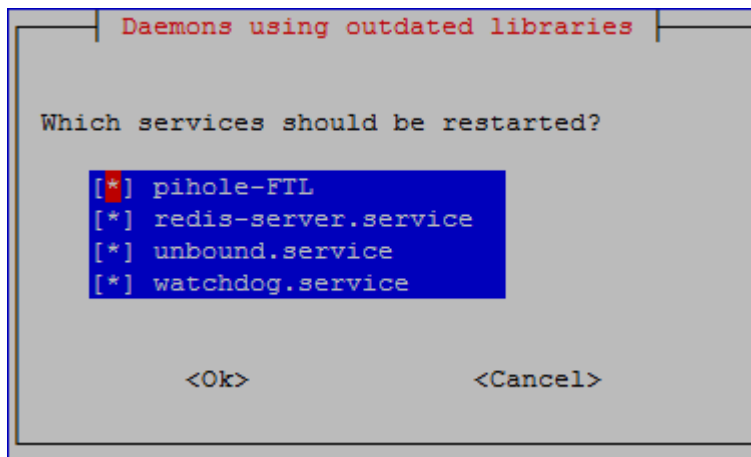 Daemons using outdated libraries
Which services should be restarted?
[*] pihole-FTL
[*] redis-server.service
[*] unbound.service
[*] watchdog.service
<Ok> <Cancel>